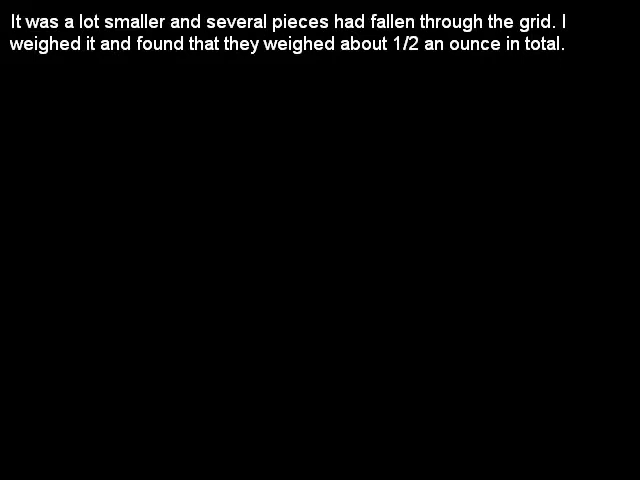 It was a lot smaller and several pieces had fallen through the grid. I
weighed it and found that they weighed about 1/2 an ounce in total.